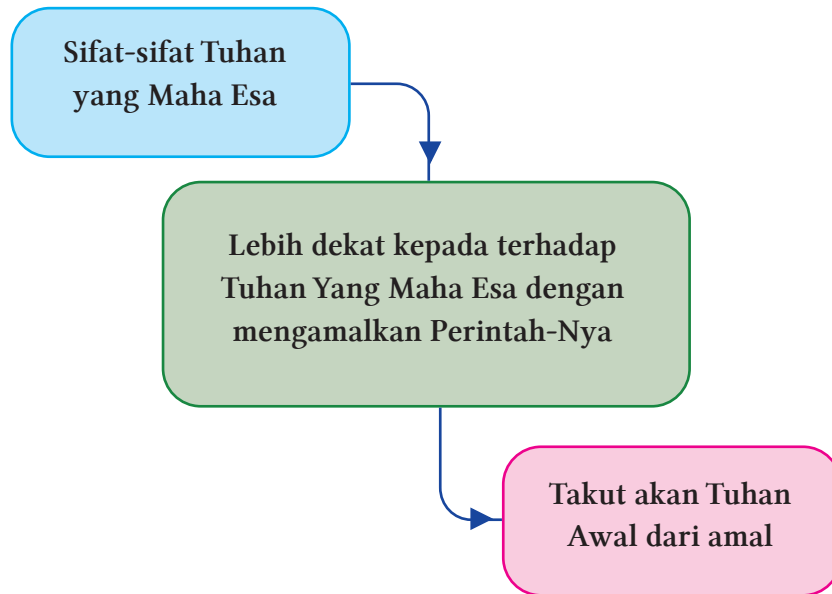 Sifat-sifat Tuhan
yang Maha Esa
Lebih dekat kepada terhadap
Tuhan Yang Maha Esa dengan
mengamalkan Perintah-Nya
Takut akan Tuhan
Awal dari amal